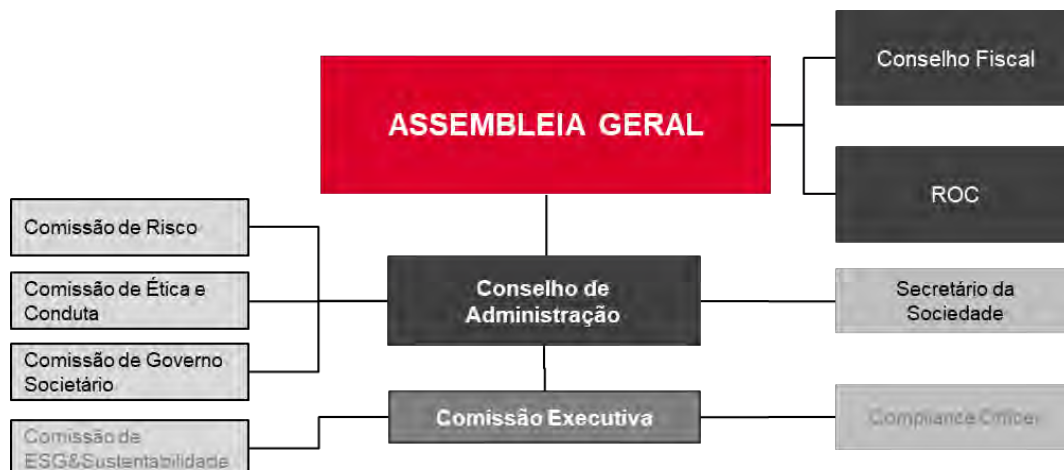 Conselho Fiscal
ASSEMBLEIA GERAL
ROC
Comissão de Risco
Comissão de Ética e
Conduta
Conselho de
Administração
Secretário da
Sociedade
Comissão de Governo
Societário
Comissão Executiva
Compliance Officer
Comissão de
ESG&Sustentabilidade